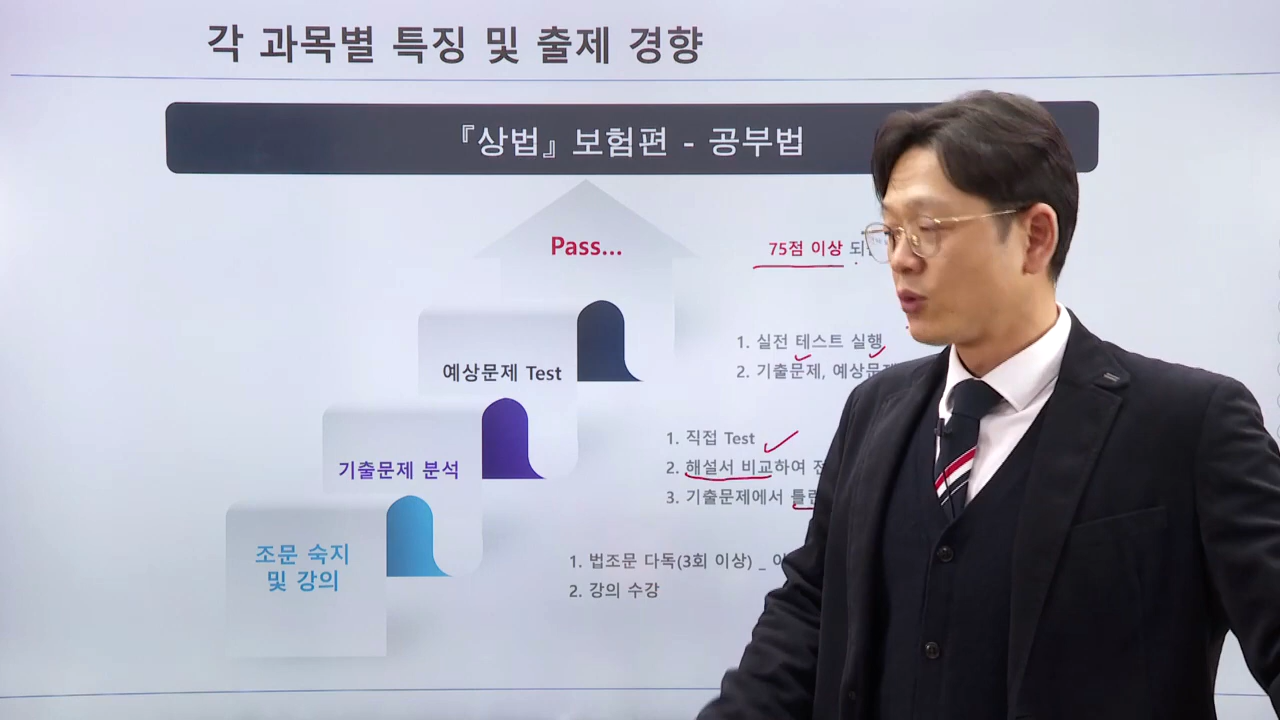 각 과목별 특징 및 출제 경향
『상법』 보험편 - 공부법
Pass...
75점 이상
예상문제 Test
1. 실전 테스트 실행
2. 기출문제, 예상문제
기출문제 분석
1. 직접 Test
2. 해설서 비교하여
3. 기출문제에서 틀린
조문 숙지
및 강의
1. 법조문 다독(3회 이상) _
2. 강의 수강